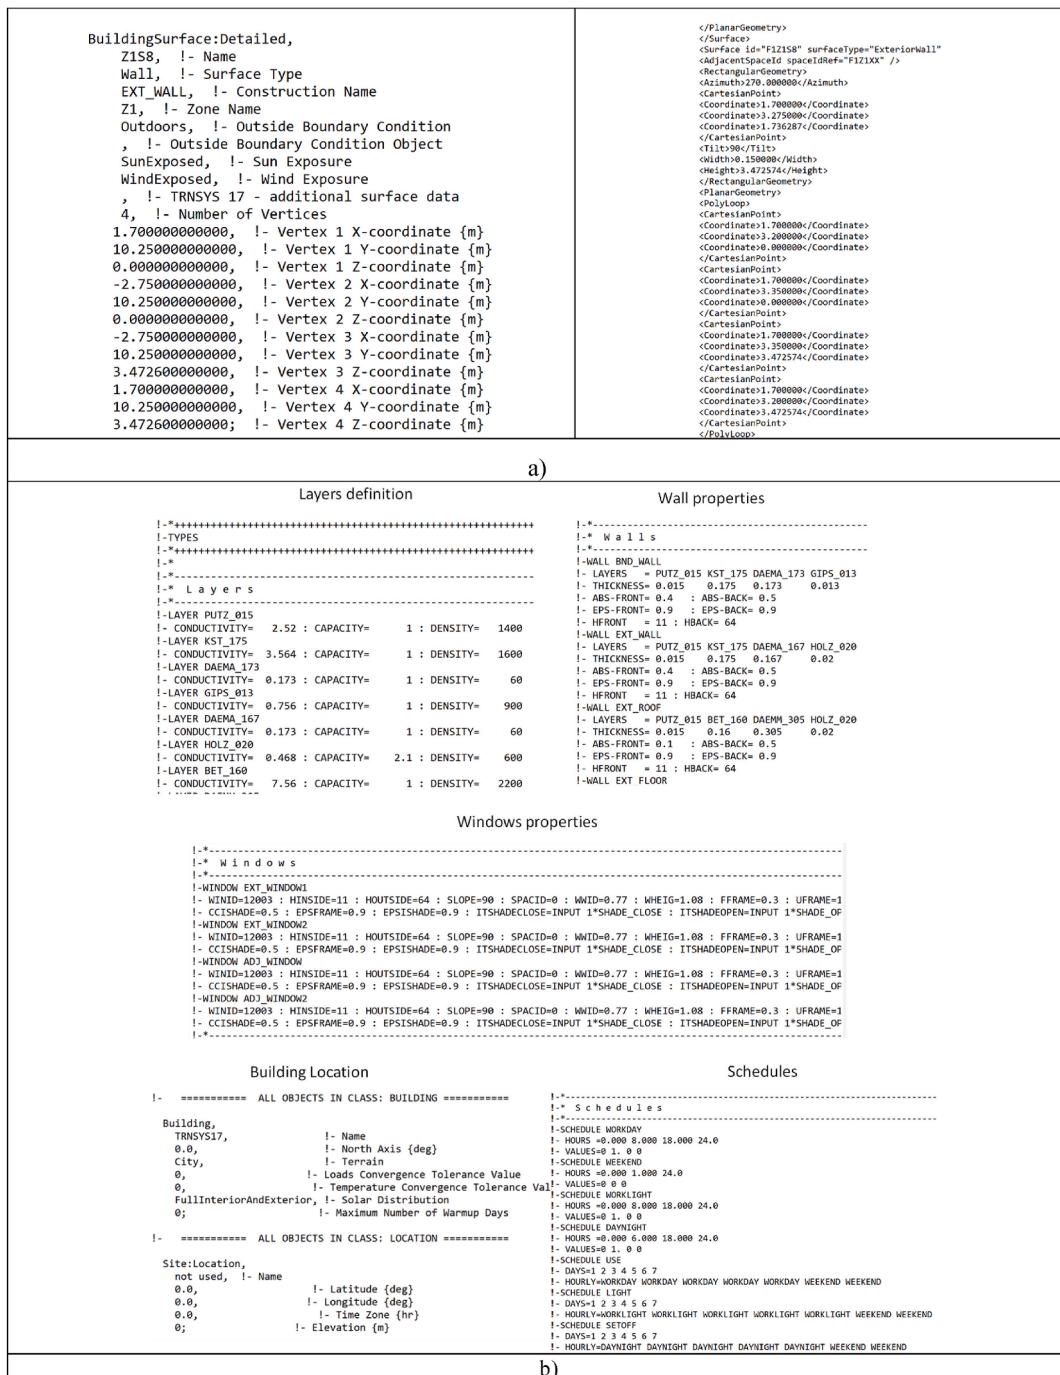 BuildingSurface:Detailed,
Z1S8, !- Name
Wall, !- Surface Type
EXT_WALL, !- Construction Name
Z1, !- Zone Name
Outdoors, !- Outside Boundary Condition
, !- Outside Boundary Condition Object
SunExposed, !- Sun Exposure
WindExposed, !- Wind Exposure
, !- TRNSYS 17 - additional surface data
4, !- Number of Vertices
1.700000000000, !- Vertex 1 X-coordinate {m}
10.250000000000, !- Vertex 1 Y-coordinate {m}
0.000000000000, !- Vertex 1 Z-coordinate {m}
-2.750000000000, !- Vertex 2 X-coordinate {m}
10.250000000000, !- Vertex 2 Y-coordinate {m}
0.000000000000, !- Vertex 2 Z-coordinate {m}
-2.750000000000, !- Vertex 3 X-coordinate {m}
10.250000000000, !- Vertex 3 Y-coordinate {m}
3.472600000000, !- Vertex 3 Z-coordinate {m}
1.700000000000, !- Vertex 4 X-coordinate {m}
10.250000000000, !- Vertex 4 Y-coordinate {m}
3.472600000000; !- Vertex 4 Z-coordinate {m}
</PlanarGeometry>
</Surface>
<Surface id="F1Z1S8" surfaceType="ExteriorWall"
<AdjacentSpaceId spaceIdRef="F1Z1XX" />
<RectangularGeometry>
<Azimuth>270.000000</Azimuth>
<CartesianPoint>
<Coordinate>1.700000</Coordinate>
<Coordinate>3.275000</Coordinate>
<Coordinate>1.736287</Coordinate>
</CartesianPoint>
<Tilt>90</Tilt>
<Width>0.150000</Width>
<Height>3.472574</Height>
</RectangularGeometry>
<PlanarGeometry>
<PolyLoop>
<CartesianPoint>
<Coordinate>1.700000</Coordinate>
<Coordinate>3.200000</Coordinate>
<Coordinate>0.000000</Coordinate>
</CartesianPoint>
<CartesianPoint>
<Coordinate>1.700000</Coordinate>
<Coordinate>3.350000</Coordinate>
<Coordinate>0.000000</Coordinate>
</CartesianPoint>
<CartesianPoint>
<Coordinate>1.700000</Coordinate>
<Coordinate>3.350000</Coordinate>
<Coordinate>3.472574</Coordinate>
</CartesianPoint>
<CartesianPoint>
<Coordinate>1.700000</Coordinate>
<Coordinate>3.200000</Coordinate>
<Coordinate>3.472574</Coordinate>
</CartesianPoint>
</PolyLoop>
a)
Layers definition
!-*+++++++++++++++++++++++++++++++++++++++++++++++++++++++++++
!-TYPES
!-*+++++++++++++++++++++++++++++++++++++++++++++++++++++++++++
!-*
!-*-----------------------------------------------------------
!-* L a y e r s
!-*-----------------------------------------------------------
!-LAYER PUTZ_015
!- CONDUCTIVITY= 2.52 : CAPACITY= 1 : DENSITY= 1400
!-LAYER KST_175
!- CONDUCTIVITY= 3.564 : CAPACITY= 1 : DENSITY= 1600
!-LAYER DAEMA_173
!- CONDUCTIVITY= 0.173 : CAPACITY= 1 : DENSITY= 60
!-LAYER GIPS_013
!- CONDUCTIVITY= 0.756 : CAPACITY= 1 : DENSITY= 900
!-LAYER DAEMA_167
!- CONDUCTIVITY= 0.173 : CAPACITY= 1 : DENSITY= 60
!-LAYER HOLZ_020
!- CONDUCTIVITY= 0.468 : CAPACITY= 2.1 : DENSITY= 600
!-LAYER BET_160
!- CONDUCTIVITY= 7.56 : CAPACITY= 1 : DENSITY= 2200
Wall properties
!-*---------------------------------------------
!-* W a l l s
!-*---------------------------------------------
!-WALL BND_WALL
!- LAYERS = PUTZ_015 KST_175 DAEMA_173 GIPS_013
!- THICKNESS= 0.015 0.175 0.173 0.013
!- ABS-FRONT= 0.4 : ABS-BACK= 0.5
!- EPS-FRONT= 0.9 : EPS-BACK= 0.9
!- HFRONT = 11 : HBACK= 64
!-WALL EXT_WALL
!- LAYERS = PUTZ_015 KST_175 DAEMA_167 HOLZ_020
!- THICKNESS= 0.015 0.175 0.167 0.02
!- ABS-FRONT= 0.4 : ABS-BACK= 0.5
!- EPS-FRONT= 0.9 : EPS-BACK= 0.9
!- HFRONT = 11 : HBACK= 64
!-WALL EXT_ROOF
!- LAYERS = PUTZ_015 BET_160 DAEMM_305 HOLZ_020
!- THICKNESS= 0.015 0.16 0.305 0.02
!- ABS-FRONT= 0.1 : ABS-BACK= 0.5
!- EPS-FRONT= 0.9 : EPS-BACK= 0.9
!- HFRONT = 11 : HBACK= 64
!-WALL EXT_FLOOR
Windows properties
!-*---------------------------------------------------------------------------------------------------------
!-* W i n d o w s
!-*---------------------------------------------------------------------------------------------------------
!-WINDOW EXT_WINDOW1
!- WINID=12003 : HINSIDE=11 : HOUTSIDE=64 : SLOPE=90 : SPACID=0 : WWID=0.77 : WHEIG=1.08 : FFRAME=0.3 : UFRAME=1
!- CCISHADE=0.5 : EPSFRAME=0.9 : EPSISHADE=0.9 : ITSHADECLOSE=INPUT 1*SHADE_CLOSE : ITSHADEOPEN=INPUT 1*SHADE_OP
!-WINDOW EXT_WINDOW2
!- WINID=12003 : HINSIDE=11 : HOUTSIDE=64 : SLOPE=90 : SPACID=0 : WWID=0.77 : WHEIG=1.08 : FFRAME=0.3 : UFRAME=1
!- CCISHADE=0.5 : EPSFRAME=0.9 : EPSISHADE=0.9 : ITSHADECLOSE=INPUT 1*SHADE_CLOSE : ITSHADEOPEN=INPUT 1*SHADE_OP
!-WINDOW ADJ_WINDOW
!- WINID=12003 : HINSIDE=11 : HOUTSIDE=64 : SLOPE=90 : SPACID=0 : WWID=0.77 : WHEIG=1.08 : FFRAME=0.3 : UFRAME=1
!- CCISHADE=0.5 : EPSFRAME=0.9 : EPSISHADE=0.9 : ITSHADECLOSE=INPUT 1*SHADE_CLOSE : ITSHADEOPEN=INPUT 1*SHADE_OP
!-WINDOW ADJ_WINDOW2
!- WINID=12003 : HINSIDE=11 : HOUTSIDE=64 : SLOPE=90 : SPACID=0 : WWID=0.77 : WHEIG=1.08 : FFRAME=0.3 : UFRAME=1
!- CCISHADE=0.5 : EPSFRAME=0.9 : EPSISHADE=0.9 : ITSHADECLOSE=INPUT 1*SHADE_CLOSE : ITSHADEOPEN=INPUT 1*SHADE_OP
!-*---------------------------------------------------------------------------------------------------------
Building Location
!- =========== ALL OBJECTS IN CLASS: BUILDING ===========
Building,
TRNSYS17, !- Name
0.0, !- North Axis {deg}
City, !- Terrain
0, !- Loads Convergence Tolerance Value
0, !- Temperature Convergence Tolerance Val
FullInteriorAndExterior, !- Solar Distribution
0; !- Maximum Number of Warmup Days
!- =========== ALL OBJECTS IN CLASS: LOCATION ===========
Site:Location,
not used, !- Name
0.0, !- Latitude {deg}
0.0, !- Longitude {deg}
0.0, !- Time Zone {hr}
0; !- Elevation {m}
Schedules
!-*--------------------------------------------------------------
!-* S c h e d u l e s
!-*--------------------------------------------------------------
!-SCHEDULE WORKDAY
!- HOURS =0.000 8.000 18.000 24.0
!- VALUES=0 1. 0 0
!-SCHEDULE WEEKEND
!- HOURS =0.000 1.000 24.0
!- VALUES=0 0 0
!-SCHEDULE WORKLIGHT
!- HOURS =0.000 8.000 18.000 24.0
!- VALUES=0 1. 0 0
!-SCHEDULE DAYNIGHT
!- HOURS =0.000 6.000 18.000 24.0
!- VALUES=0 1. 0 0
!-SCHEDULE USE
!- DAYS=1 2 3 4 5 6 7
!- HOURLY=WORKDAY WORKDAY WORKDAY WORKDAY WORKDAY WEEKEND WEEKEND
!-SCHEDULE LIGHT
!- DAYS=1 2 3 4 5 6 7
!- HOURLY=WORKLIGHT WORKLIGHT WORKLIGHT WORKLIGHT WORKLIGHT WEEKEND WEEKEND
!-SCHEDULE SETOFF
!- DAYS=1 2 3 4 5 6 7
!- HOURLY=DAYNIGHT DAYNIGHT DAYNIGHT DAYNIGHT DAYNIGHT WEEKEND WEEKEND
b)